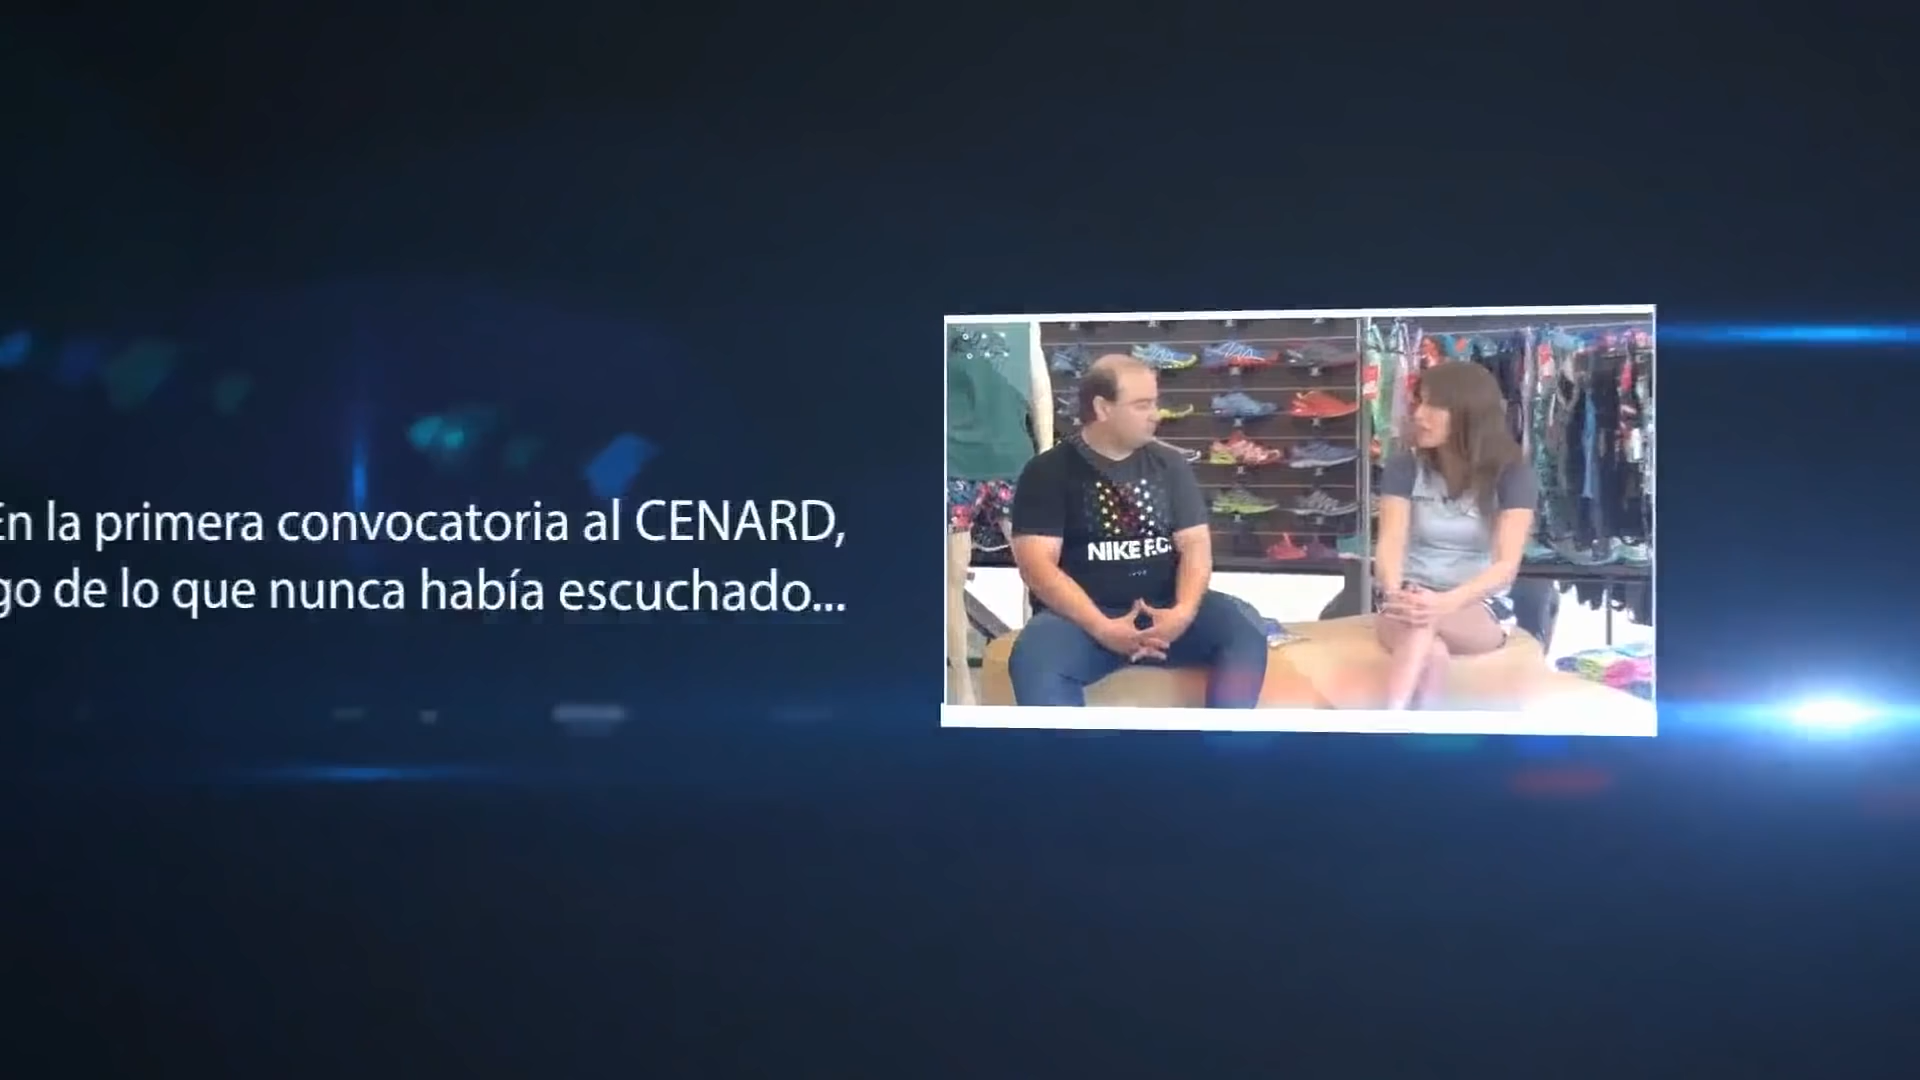 En la primera convocatoria al CENARD,
go de lo que nunca había escuchado...
NIKE F.C.